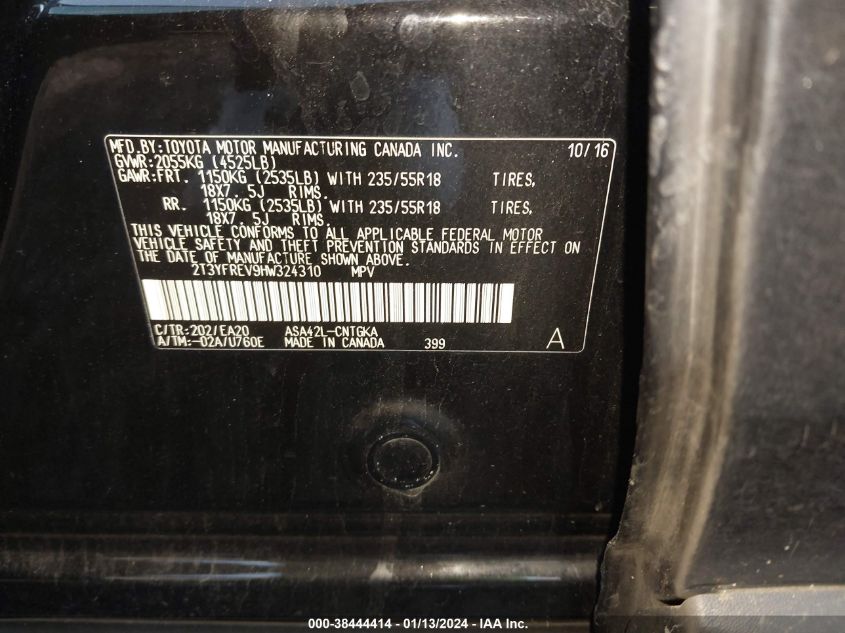 MFD.BY:TOYOTA MOTOR MANUFACTURING CANADA INC. 10/16
GVWR:2055KG (4525LB)
GAWR:FRT. 1150KG (2535LB) WITH 235/55R18 TIRES,
18X7. 5J RIMS.
RR. 1150KG (2535LB) WITH 235/55R18 TIRES,
18X7. 5J RIMS.
THIS VEHICLE CONFORMS TO ALL APPLICABLE FEDERAL MOTOR
VEHICLE SAFETY AND THEFT PREVENTION STANDARDS IN EFFECT ON
THE DATE OF MANUFACTURE SHOWN ABOVE.
2T3YFREV9HW324310 MPV
C/TR:202/EA20 ASA42L-CNTGKA
A/TM:-02A/U760E MADE IN CANADA 399 A
000-38444414 - 01/13/2024 - IAA Inc.